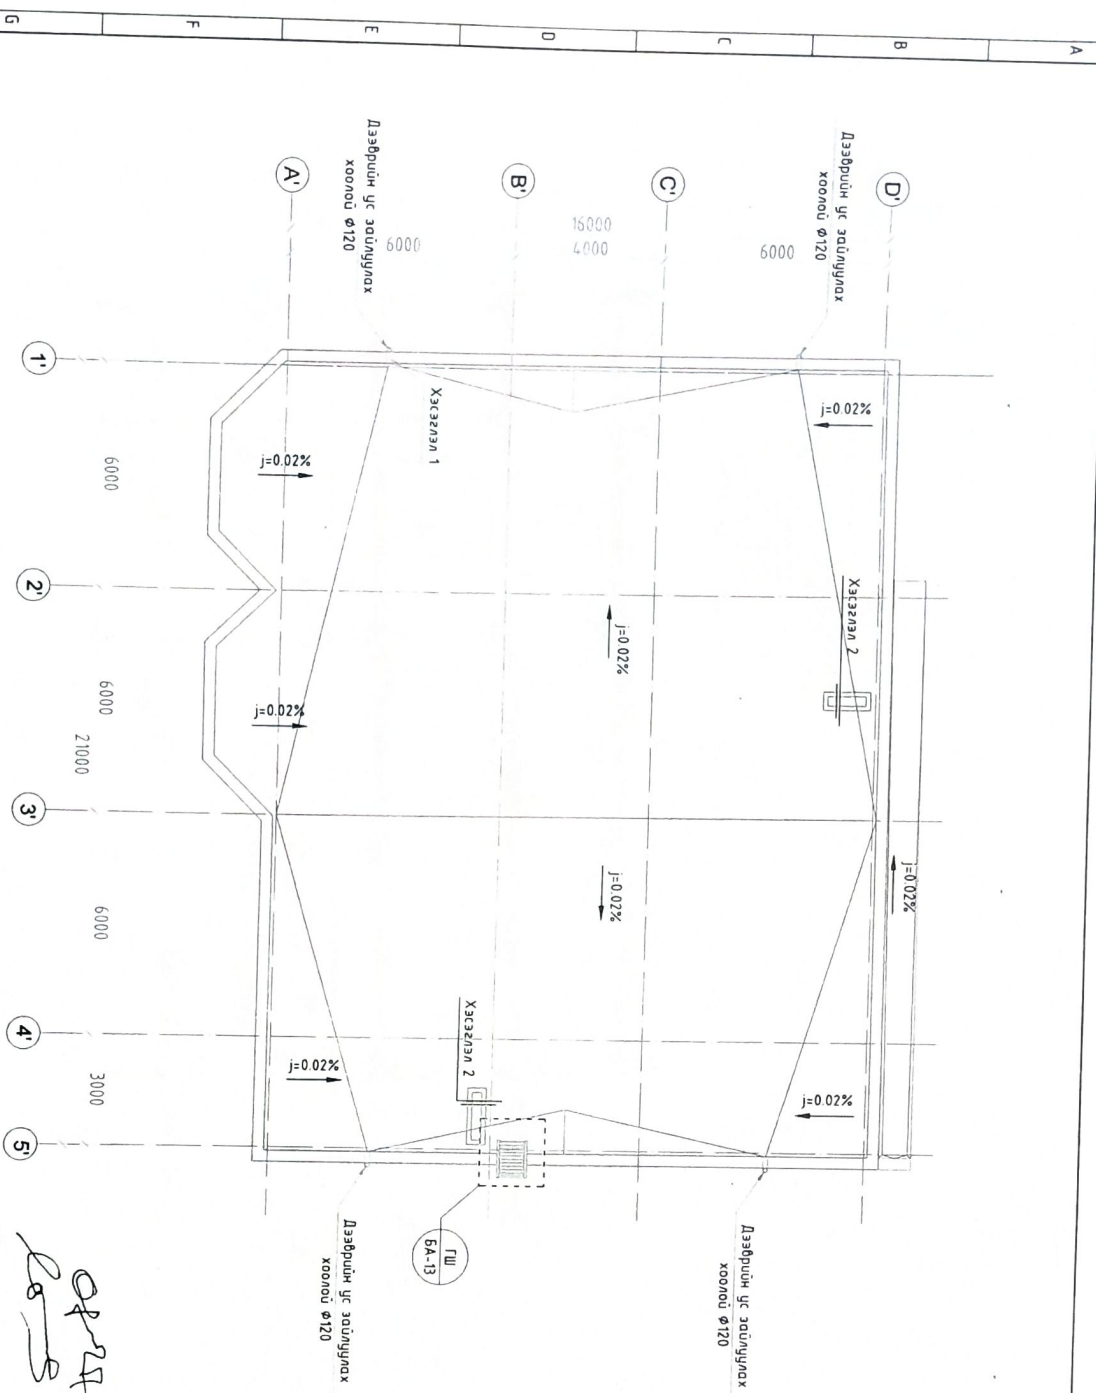 G
F
E
D
C
B
A
Дээврийн ус зайлуулах
хоолой ϕ120
Дээврийн ус зайлуулах
хоолой ϕ120
A'
B'
C'
D'
6000
16000
4000
6000
1'
2'
3'
4'
5'
6000
6000
21000
6000
3000
Хэсэглэл 1
j=0.02%
j=0.02%
j=0.02%
Хэсэглэл 2
j=0.02%
j=0.02%
j=0.02%
j=0.02%
Хэсэглэл 2
j=0.02%
j=0.02%
ГШ
БА-13
Дээврийн ус зайлуулах
хоолой ϕ120
Дээврийн ус зайлуулах
хоолой ϕ120